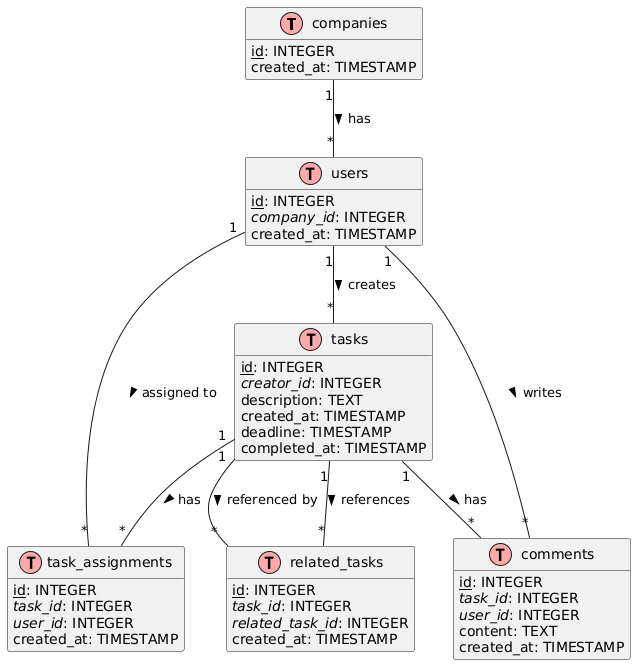 T companies
id: INTEGER
created_at: TIMESTAMP
1
has
*
T users
id: INTEGER
company_id: INTEGER
created_at: TIMESTAMP
1
1
1
creates
*
T tasks
id: INTEGER
creator_id: INTEGER
description: TEXT
created_at: TIMESTAMP
deadline: TIMESTAMP
completed_at: TIMESTAMP
assigned to
writes
1
1
1
1
has
referenced by
references
has
*
*
*
*
*
*
T task_assignments
id: INTEGER
task_id: INTEGER
user_id: INTEGER
created_at: TIMESTAMP
T related_tasks
id: INTEGER
task_id: INTEGER
related_task_id: INTEGER
created_at: TIMESTAMP
T comments
id: INTEGER
task_id: INTEGER
user_id: INTEGER
content: TEXT
created_at: TIMESTAMP